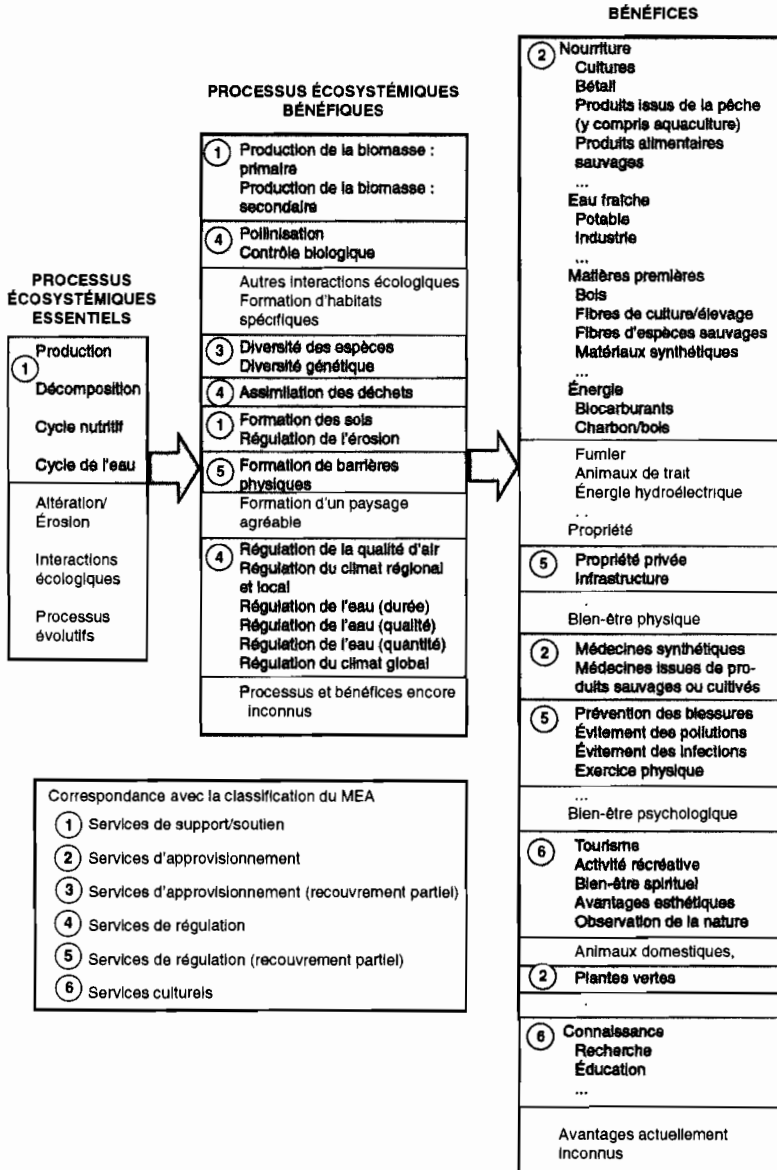 PROCESSUS
ÉCOSYSTÉMIQUES
ESSENTIELS
1
Production
Décomposition
Cycle nutritif
Cycle de l'eau
Altération/
Érosion
Interactions
écologiques
Processus
évolutifs
PROCESSUS ÉCOSYSTÉMIQUES
BÉNÉFIQUES
1 Production de la biomasse :
primaire
Production de la biomasse :
secondaire
4 Pollinisation
Contrôle biologique
Autres interactions écologiques
Formation d'habitats
spécifiques
3 Diversité des espèces
Diversité génétique
4 Assimilation des déchets
1 Formation des sols
Régulation de l'érosion
5 Formation de barrières
physiques
Formation d'un paysage
agréable
4 Régulation de la qualité d'air
Régulation du climat régional
et local
Régulation de l'eau (durée)
Régulation de l'eau (qualité)
Régulation de l'eau (quantité)
Régulation du climat global
Processus et bénéfices encore
inconnus
BÉNÉFICES
2 Nourriture
Cultures
Bétail
Produits issus de la pêche
(y compris aquaculture)
Produits alimentaires
sauvages
...
Eau fraîche
Potable
Industrie
...
Matières premières
Bois
Fibres de culture/élevage
Fibres d'espèces sauvages
Matériaux synthétiques
...
Énergie
Biocarburants
Charbon/bois
Fumier
Animaux de trait
Énergie hydroélectrique
. .
Propriété
5 Propriété privée
Infrastructure
.
Bien-être physique
2 Médecines synthétiques
Médecines issues de pro-
duits sauvages ou cultivés
5 Prévention des blessures
Évitement des pollutions
Évitement des infections
Exercice physique
...
Bien-être psychologique
6 Tourisme
Activité récréative
Bien-être spirituel
Avantages esthétiques
Observation de la nature
Animaux domestiques,
2 Plantes vertes
.
6 Connaissance
Recherche
Éducation
...
Avantages actuellement
inconnus
Correspondance avec la classification du MEA
1 Services de support/soutien
2 Services d'approvisionnement
3 Services d'approvisionnement (recouvrement partiel)
4 Services de régulation
5 Services de régulation (recouvrement partiel)
6 Services culturels